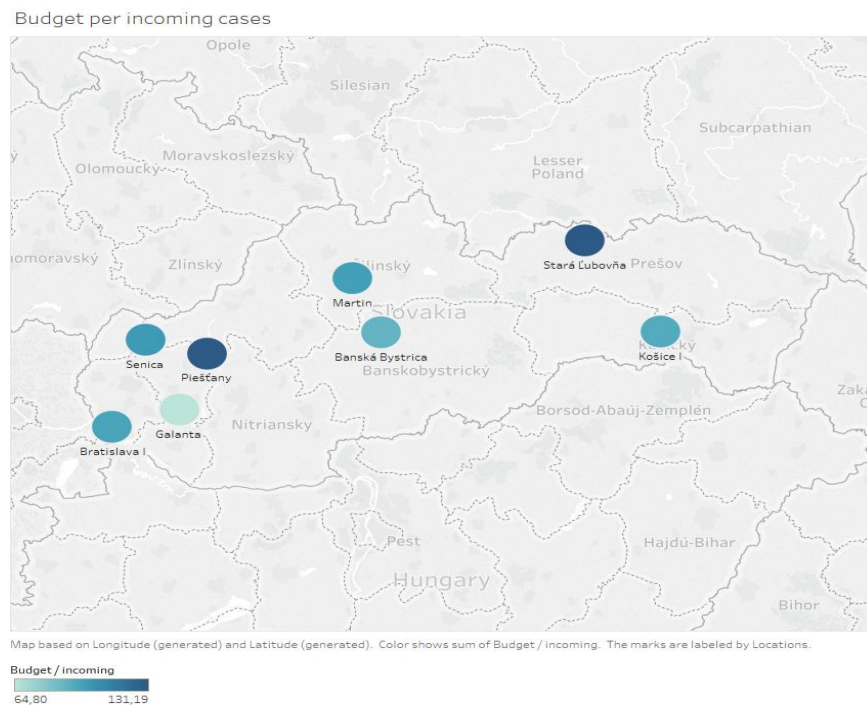 Budget per incoming cases
Opole
Silesian
Subcarpathian
Moravskoslezský
Lesser
Poland
Olomoucký
Zlínský
Stará Ľubovňa
Prešov
Martin
Slovakia
Senica
Piešťany
Banská Bystrica
Banskobystrický
Košice I
Galanta
Nitriansky
Borsod-Abaúj-Zemplén
Bratislava I
Pest
Hajdú-Bihar
Hungary
Bihor
Map based on Longitude (generated) and Latitude (generated). Color shows sum of Budget / incoming. The marks are labeled by Locations.
Budget / incoming
64,80 131,19